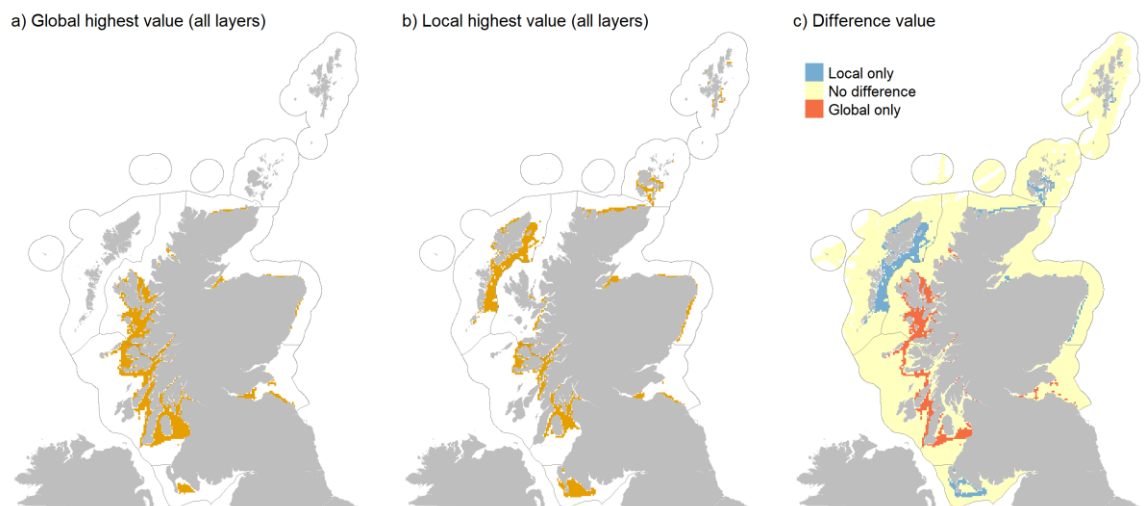 a) Global highest value (all layers)
b) Local highest value (all layers)
c) Difference value
Local only
No difference
Global only